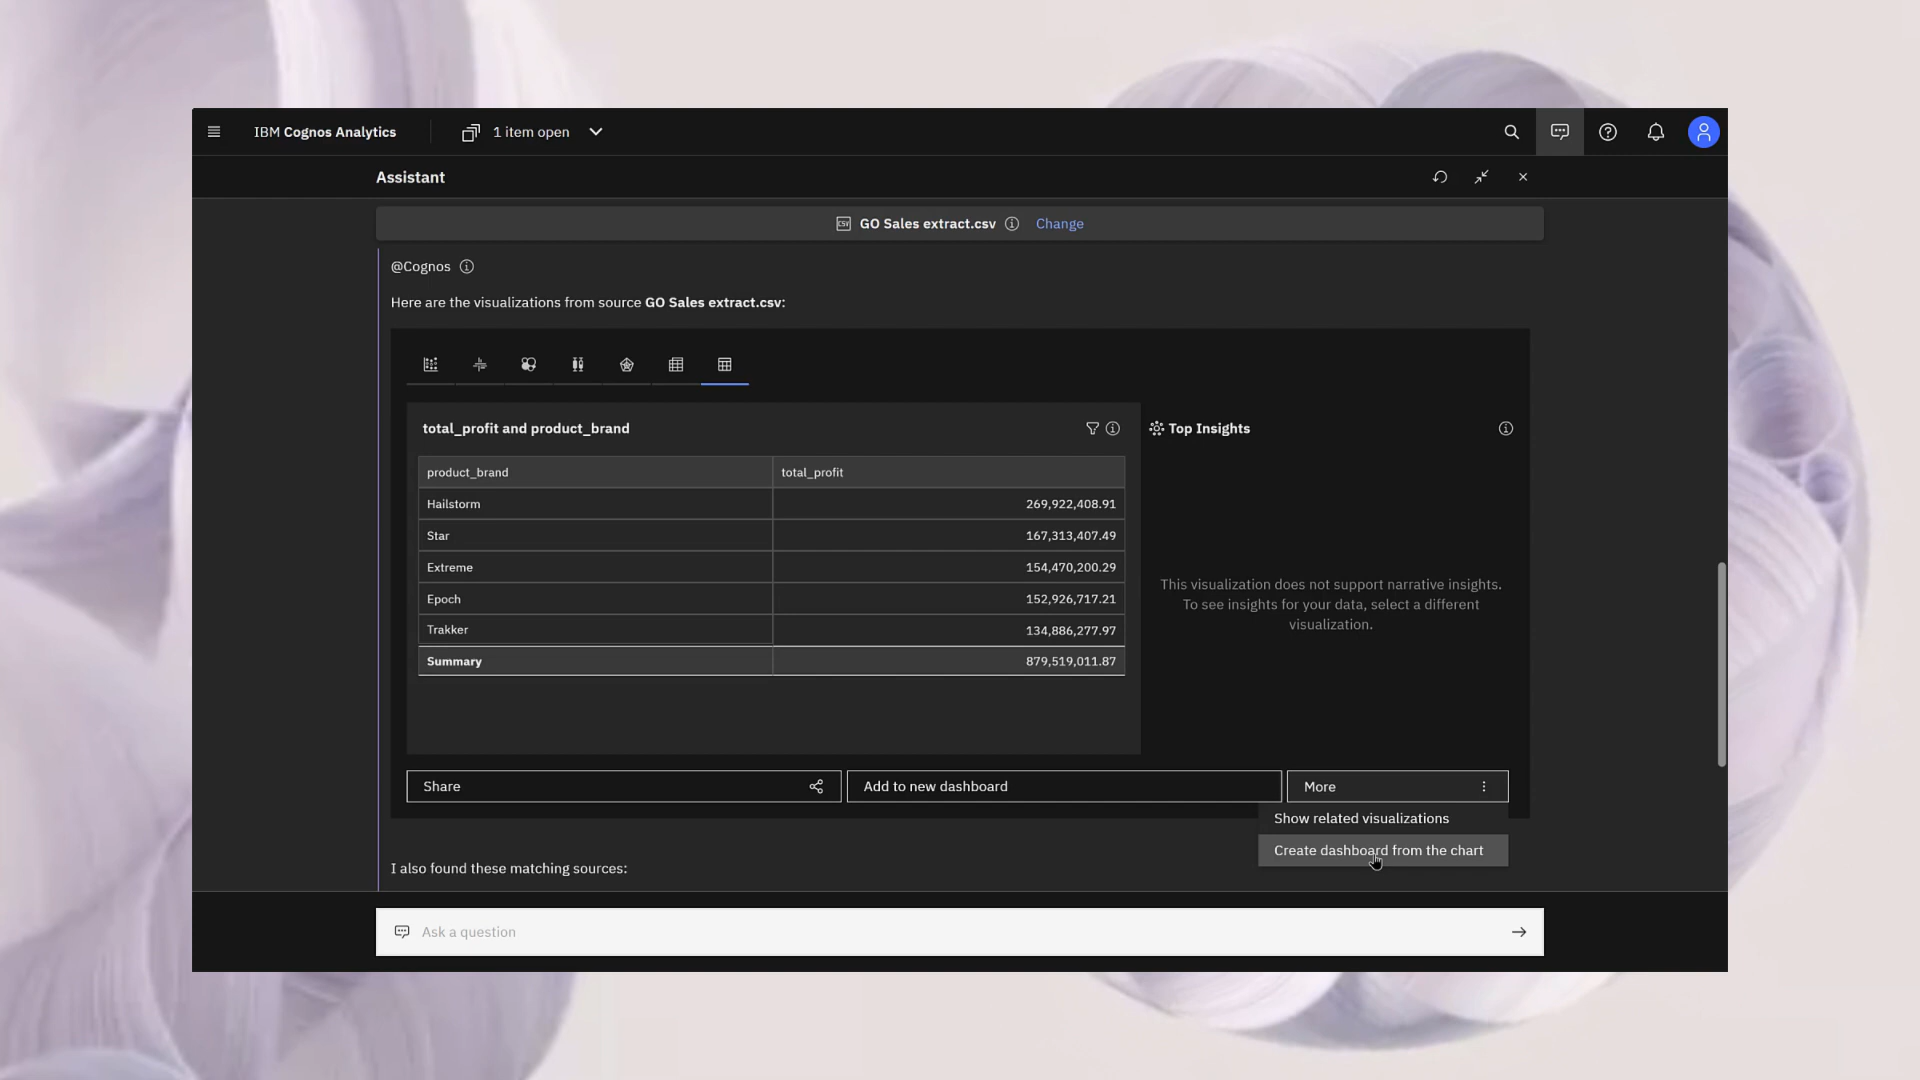 IBM Cognos Analytics
1 item open
Assistant
CSV GO Sales extract.csv Change
@Cognos
Here are the visualizations from source GO Sales extract.csv:
total_profit and product_brand
Top Insights
product_brand total_profit
Hailstorm 269,922,408.91
Star 167,313,407.49
Extreme 154,470,200.29
Epoch 152,926,717.21
Trakker 134,886,277.97
Summary 879,519,011.87
This visualization does not support narrative insights.
To see insights for your data, select a different
visualization.
Share Add to new dashboard More
Show related visualizations
Create dashboard from the chart
I also found these matching sources:
Ask a question